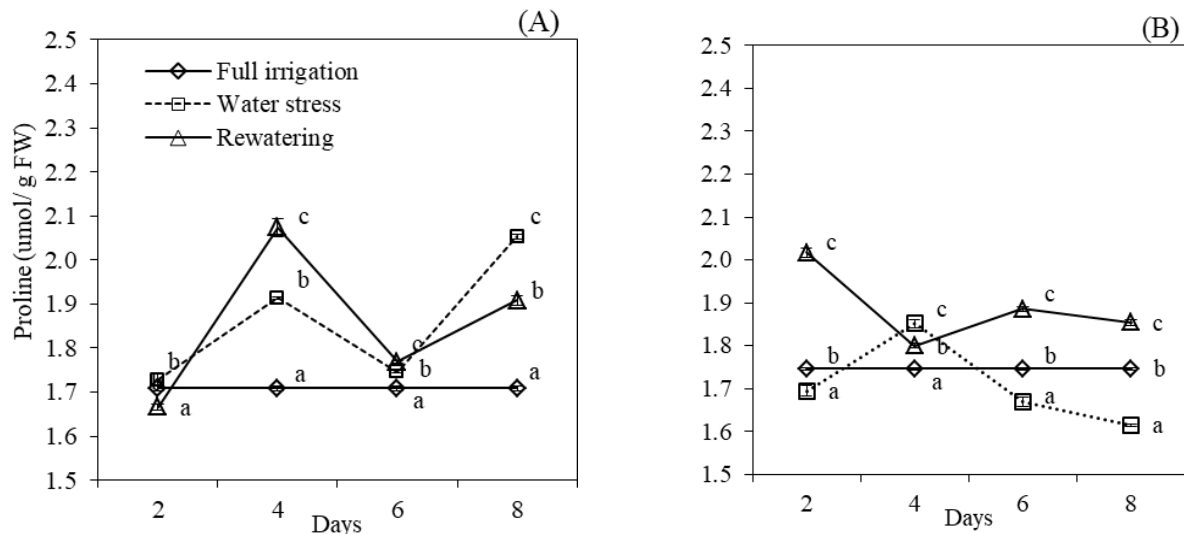 (A)
2.5
2.4
2.3
2.2
2.1
2.0
1.9
1.8
1.7
1.6
1.5
Proline (umol/ g FW)
Full irrigation
Water stress
Rewatering
b
a
c
b
a
c
b
a
c
b
a
2
4
6
8
Days
(B)
2.5
2.4
2.3
2.2
2.1
2.0
1.9
1.8
1.7
1.6
1.5
c
b
a
c
b
a
c
b
a
c
b
a
2
4
6
8
Days